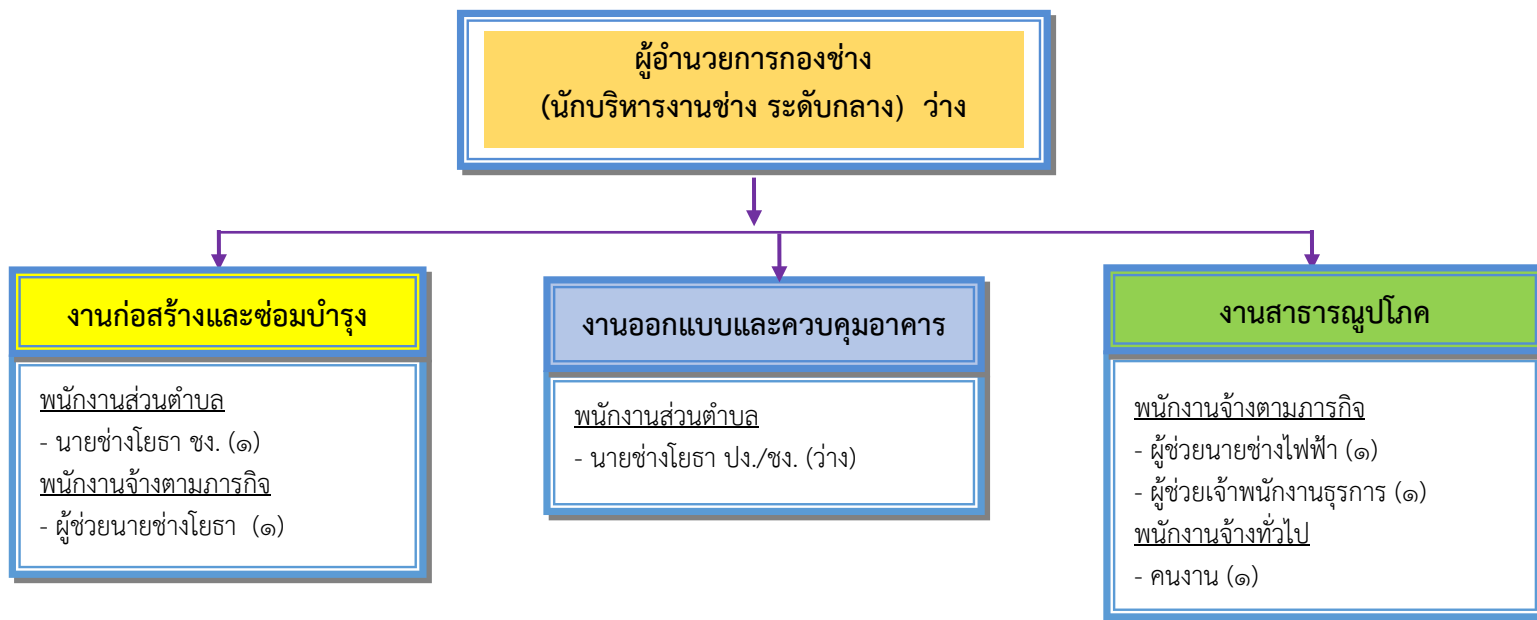 ผู้อำนวยการกองช่าง
(นักบริหารงานช่าง ระดับกลาง) ว่าง
งานก่อสร้างและซ่อมบำรุง
พนักงานส่วนตำบล
- นายช่างโยธา ชง. (๑)
พนักงานจ้างตามภารกิจ
- ผู้ช่วยนายช่างโยธา (๑)
งานออกแบบและควบคุมอาคาร
พนักงานส่วนตำบล
- นายช่างโยธา ปง./ชง. (ว่าง)
งานสาธารณูปโภค
พนักงานจ้างตามภารกิจ
- ผู้ช่วยนายช่างไฟฟ้า (๑)
- ผู้ช่วยเจ้าพนักงานธุรการ (๑)
พนักงานจ้างทั่วไป
- คนงาน (๑)